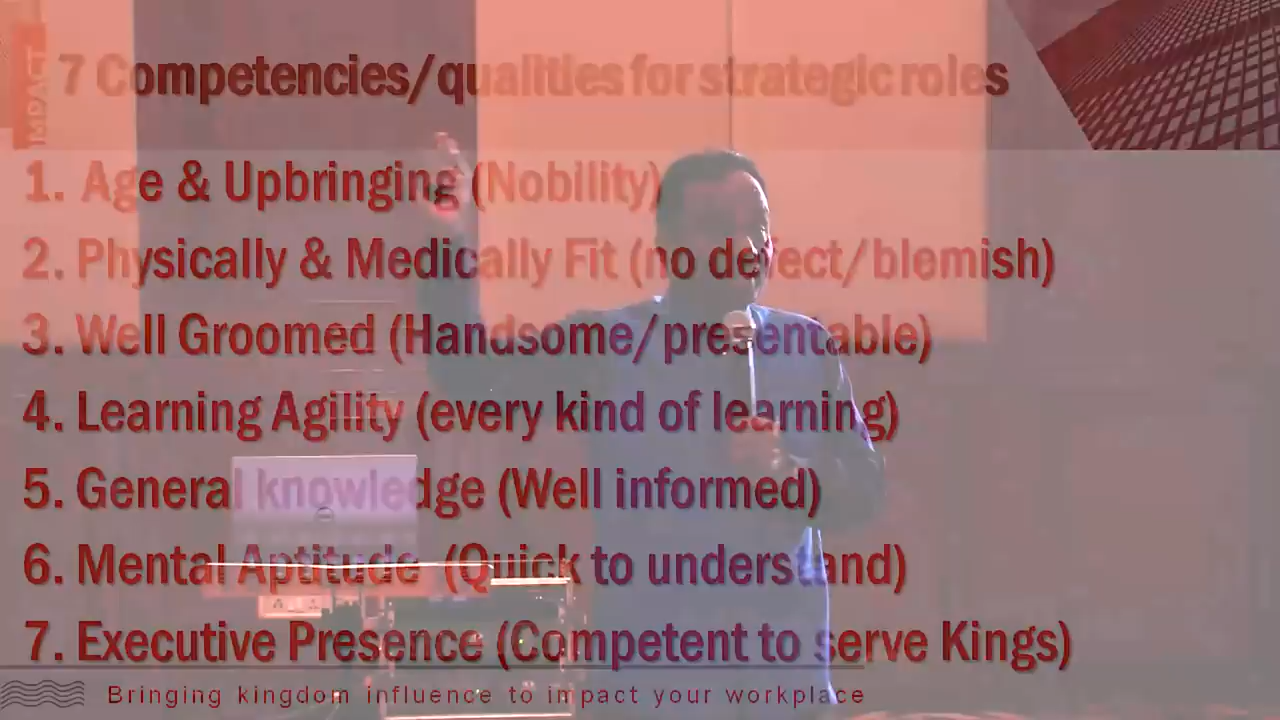 IMPACT
7 Competencies/qualities for strategic roles
1. Age & Upbringing (Nobility)
2. Physically & Medically Fit (no defect/blemish)
3. Well Groomed (Handsome/presentable)
4. Learning Agility (every kind of learning)
5. General knowledge (Well informed)
6. Mental Aptitude (Quick to understand)
7. Executive Presence (Competent to serve Kings)
Bringing kingdom influence to impact your workplace